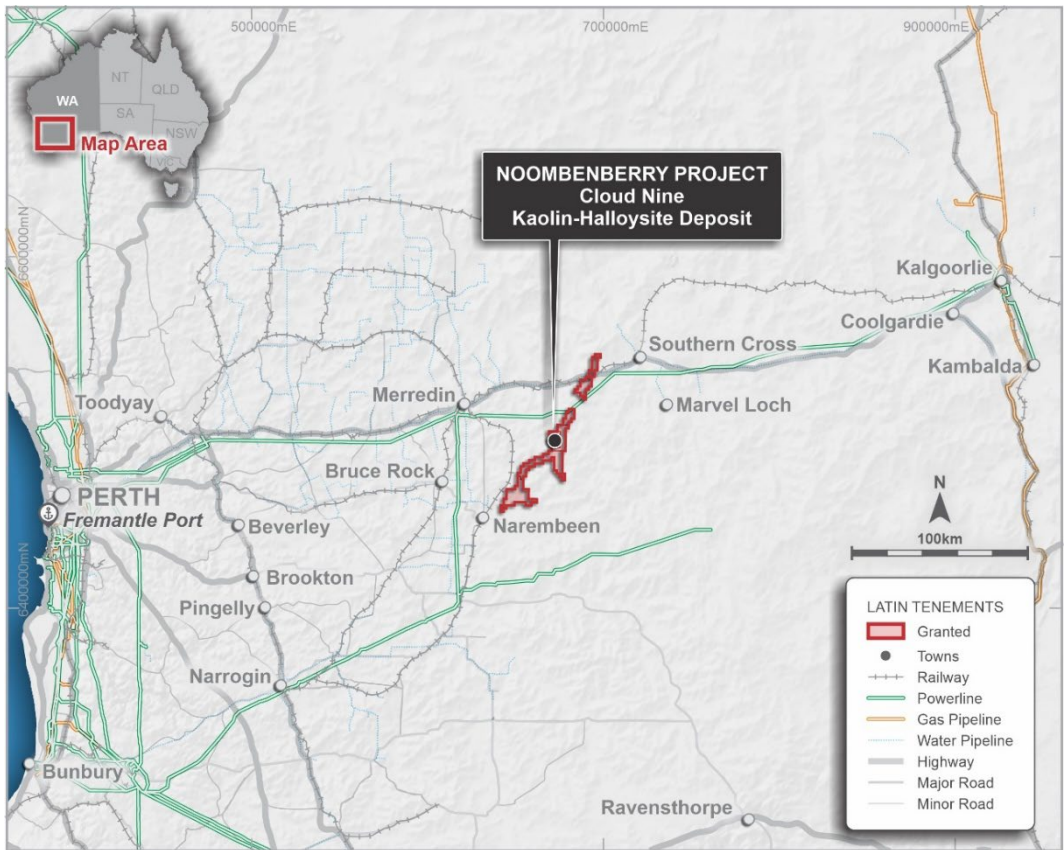 500000mE
700000mE
900000mE
NT
QLD
WA
SA
NSW
VIC
Map Area
NOOMBENBERRY PROJECT
Cloud Nine
Kaolin-Halloysite Deposit
6600000mN
Kalgoorlie
Coolgardie
Southern Cross
Kambalda
Merredin
Marvel Loch
Toodyay
Bruce Rock
PERTH
Fremantle Port
Narembeen
Beverley
N
100km
Brookton
6400000mN
Pingelly
Narrogin
Bunbury
Ravensthorpe
LATIN TENEMENTS
Granted
Towns
Railway
Powerline
Gas Pipeline
Water Pipeline
Highway
Major Road
Minor Road